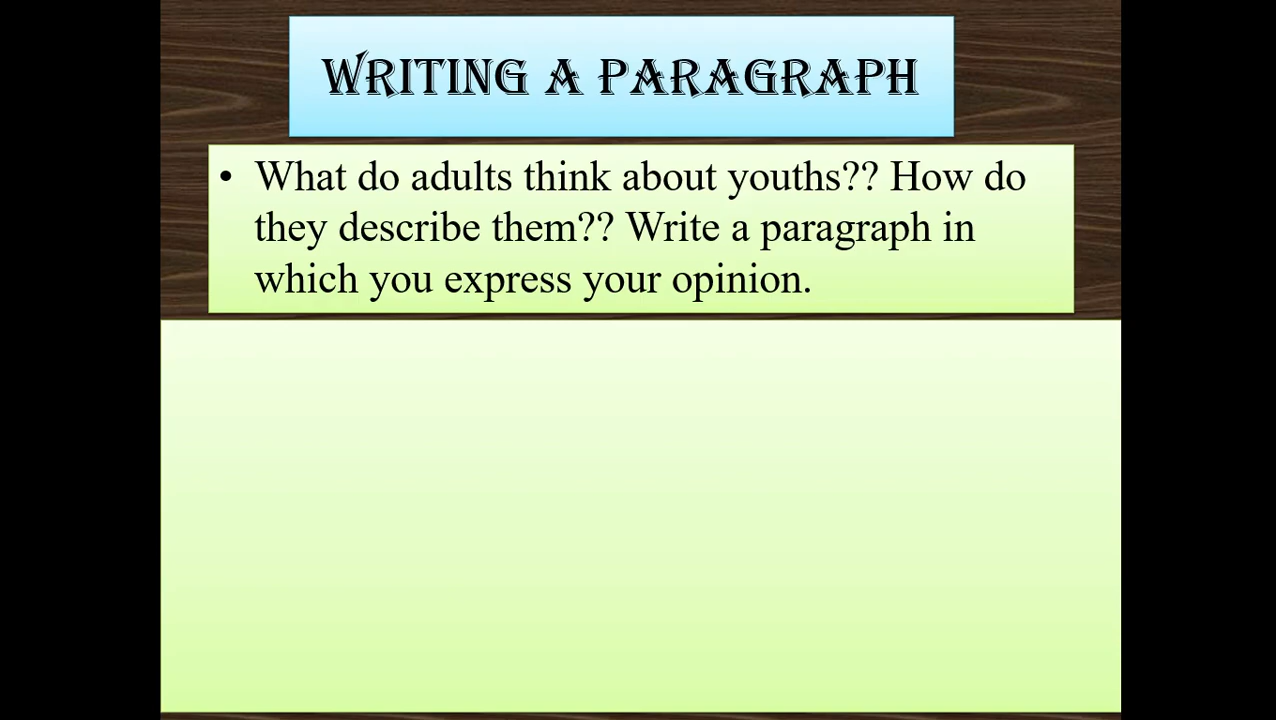 WRITING A PARAGRAPH
• What do adults think about youths?? How do
they describe them?? Write a paragraph in
which you express your opinion.